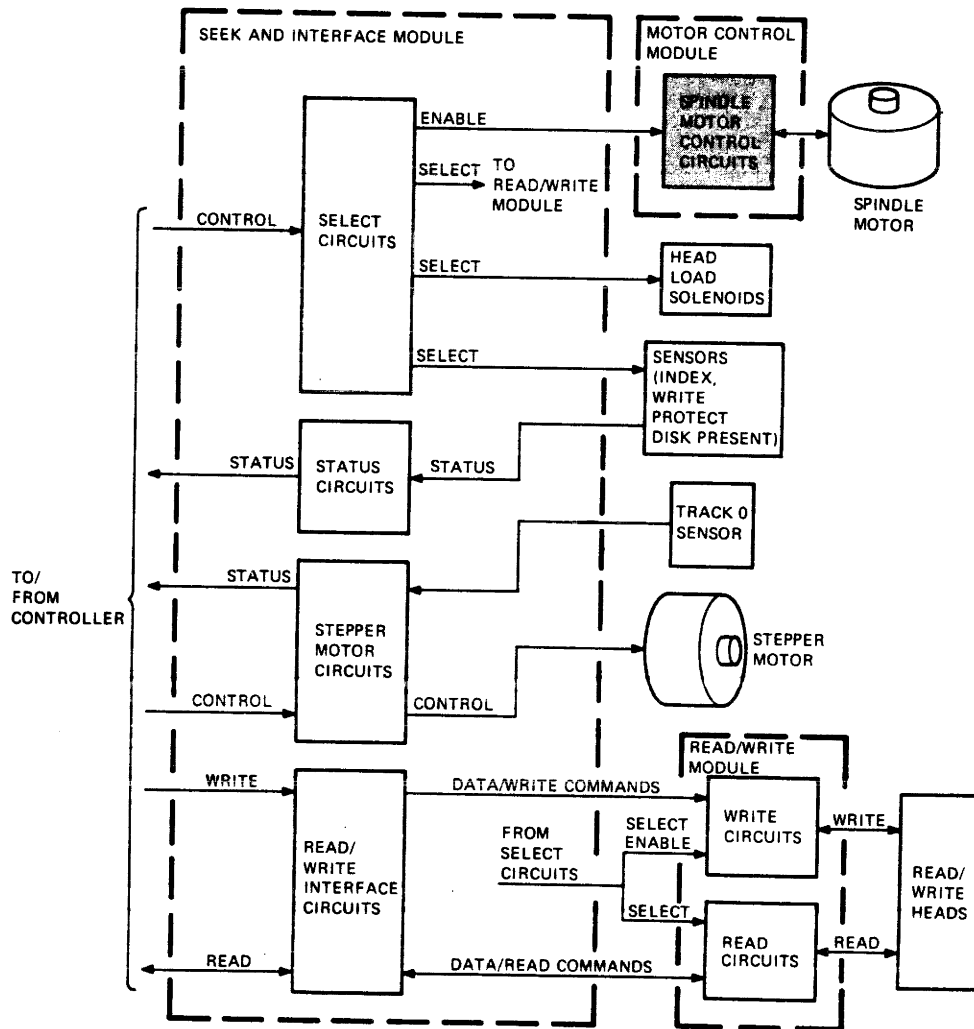 SEEK AND INTERFACE MODULE
MOTOR CONTROL
MODULE
SPINDLE
MOTOR
CONTROL
CIRCUITS
SPINDLE
MOTOR
ENABLE
SELECT
TO
READ/WRITE
MODULE
CONTROL
SELECT
CIRCUITS
SELECT
HEAD
LOAD
SOLENOIDS
SELECT
SENSORS
(INDEX,
WRITE
PROTECT
DISK PRESENT)
STATUS
STATUS
CIRCUITS
STATUS
TRACK 0
SENSOR
TO/
FROM
CONTROLLER
STATUS
STEPPER
MOTOR
CIRCUITS
STEPPER
MOTOR
CONTROL
CONTROL
READ/WRITE
MODULE
WRITE
DATA/WRITE COMMANDS
WRITE
CIRCUITS
WRITE
READ/
WRITE
INTERFACE
CIRCUITS
FROM
SELECT
CIRCUITS
SELECT
ENABLE
SELECT
READ/
WRITE
HEADS
READ
DATA/READ COMMANDS
READ
CIRCUITS
READ